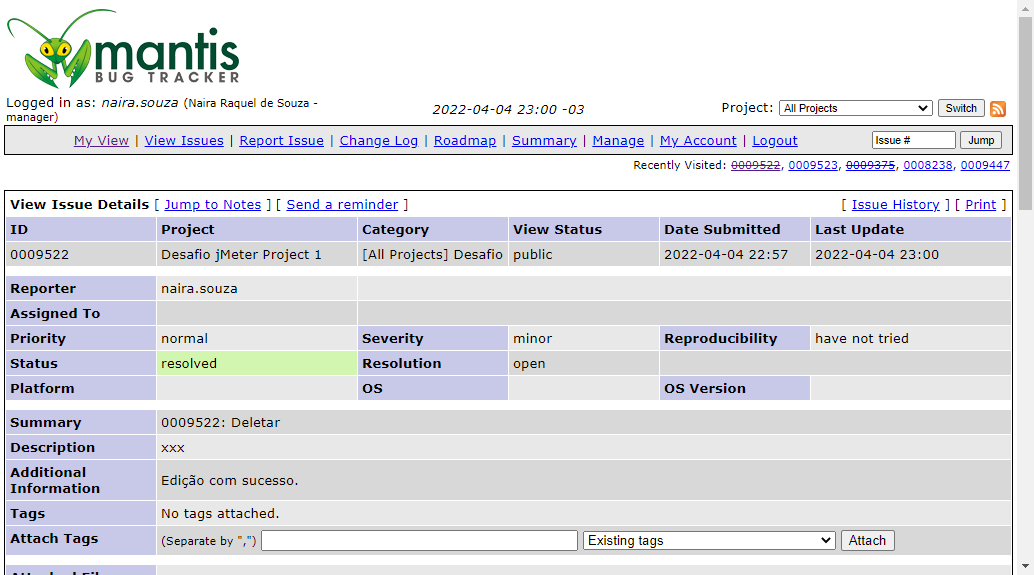 mantis
BUG TRACKER
Logged in as: naira.souza (Naira Raquel de Souza - manager)
2022-04-04 23:00 -03
Project: All Projects Switch
My View | View Issues | Report Issue | Change Log | Roadmap | Summary | Manage | My Account | Logout
Issue # Jump
Recently Visited: 0009522, 0009523, 0009375, 0008238, 0009447
View Issue Details [ Jump to Notes ] [ Send a reminder ] [ Issue History ] [ Print ]
ID Project Category View Status Date Submitted Last Update
0009522 Desafio jMeter Project 1 [All Projects] Desafio public 2022-04-04 22:57 2022-04-04 23:00
Reporter naira.souza
Assigned To
Priority normal Severity minor Reproducibility have not tried
Status resolved Resolution open
Platform OS OS Version
Summary 0009522: Deletar
Description xxx
Additional Information Edição com sucesso.
Tags No tags attached.
Attach Tags (Separate by ",") Existing tags Attach